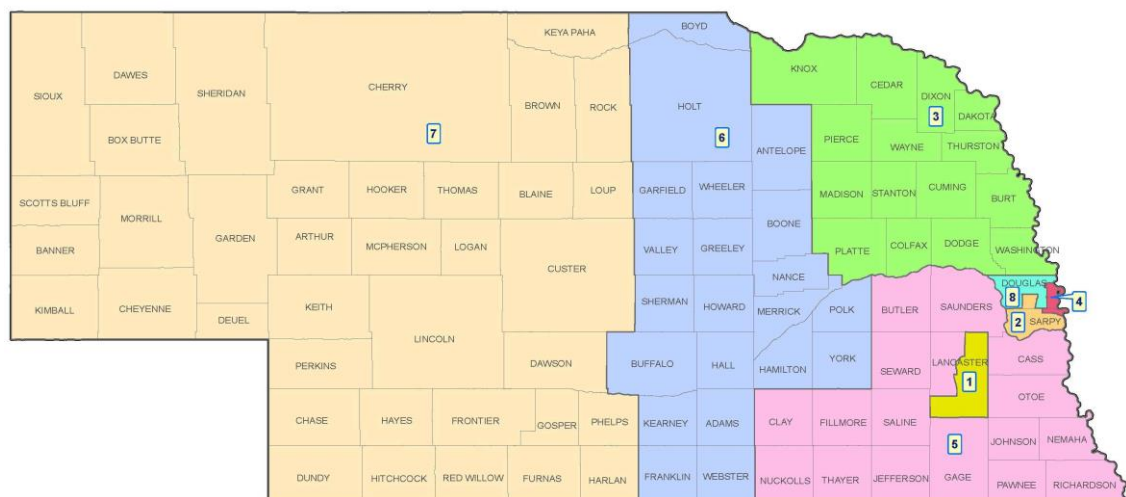 BOYD
KEYA PAHA
KNOX
DAWES
CEDAR
CHERRY
SHERIDAN
DIXON
SIOUX
BROWN
ROCK
HOLT
3
DAKOTA
7
6
BOX BUTTE
PIERCE
WAYNE
THURSTON
ANTELOPE
GRANT
HOOKER
THOMAS
BLAINE
LOUP
GARFIELD
WHEELER
MADISON
STANTON
CUMING
BURT
SCOTTS BLUFF
MORRILL
BOONE
GARDEN
ARTHUR
MCPHERSON
LOGAN
VALLEY
GREELEY
PLATTE
COLFAX
DODGE
WASHINGTON
BANNER
CUSTER
NANCE
DOUGLAS
KIMBALL
CHEYENNE
KEITH
SHERMAN
HOWARD
MERRICK
POLK
BUTLER
SAUNDERS
8
4
DEUEL
2
SARPY
LINCOLN
PERKINS
DAWSON
BUFFALO
HALL
HAMILTON
YORK
SEWARD
LANCASTER
CASS
1
OTOE
CHASE
HAYES
FRONTIER
GOSPER
PHELPS
KEARNEY
ADAMS
CLAY
FILLMORE
SALINE
5
JOHNSON
NEMAHA
DUNDY
HITCHCOCK
RED WILLOW
FURNAS
HARLAN
FRANKLIN
WEBSTER
NUCKOLLS
THAYER
JEFFERSON
GAGE
PAWNEE
RICHARDSON